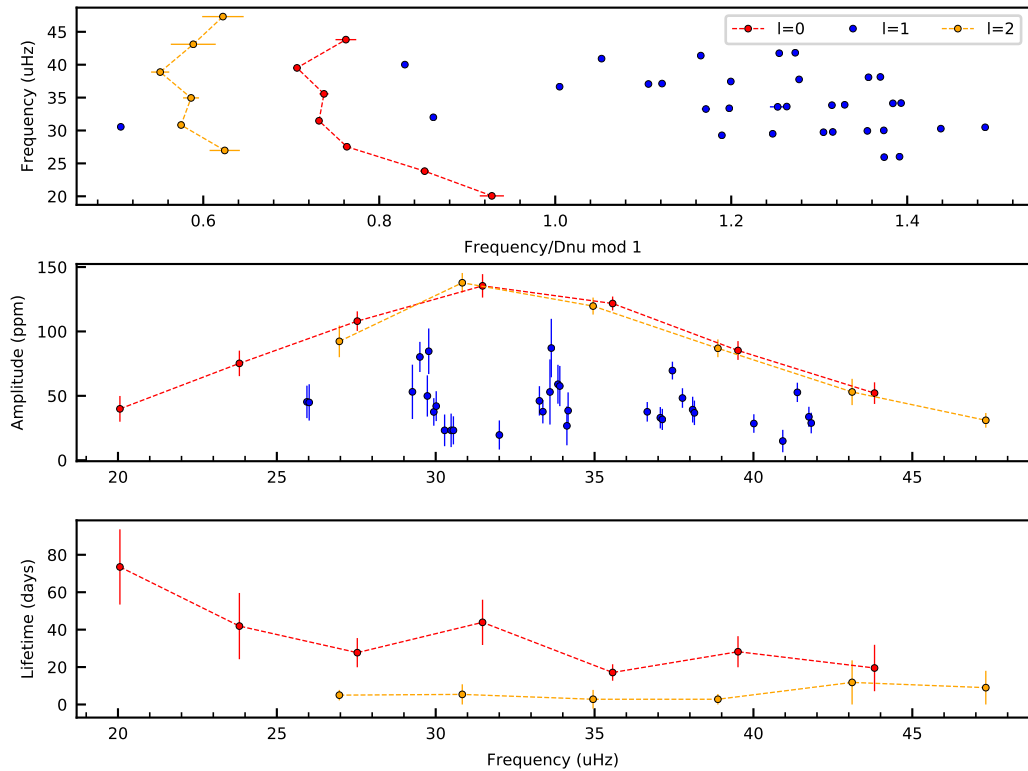 l=0 l=1 l=2
Frequency (uHz)
45
40
35
30
25
20
0.6 0.8 1.0 1.2 1.4
Frequency/Dnu mod 1
Amplitude (ppm)
150
100
50
0
20 25 30 35 40 45
Lifetime (days)
80
60
40
20
0
20 25 30 35 40 45
Frequency (uHz)